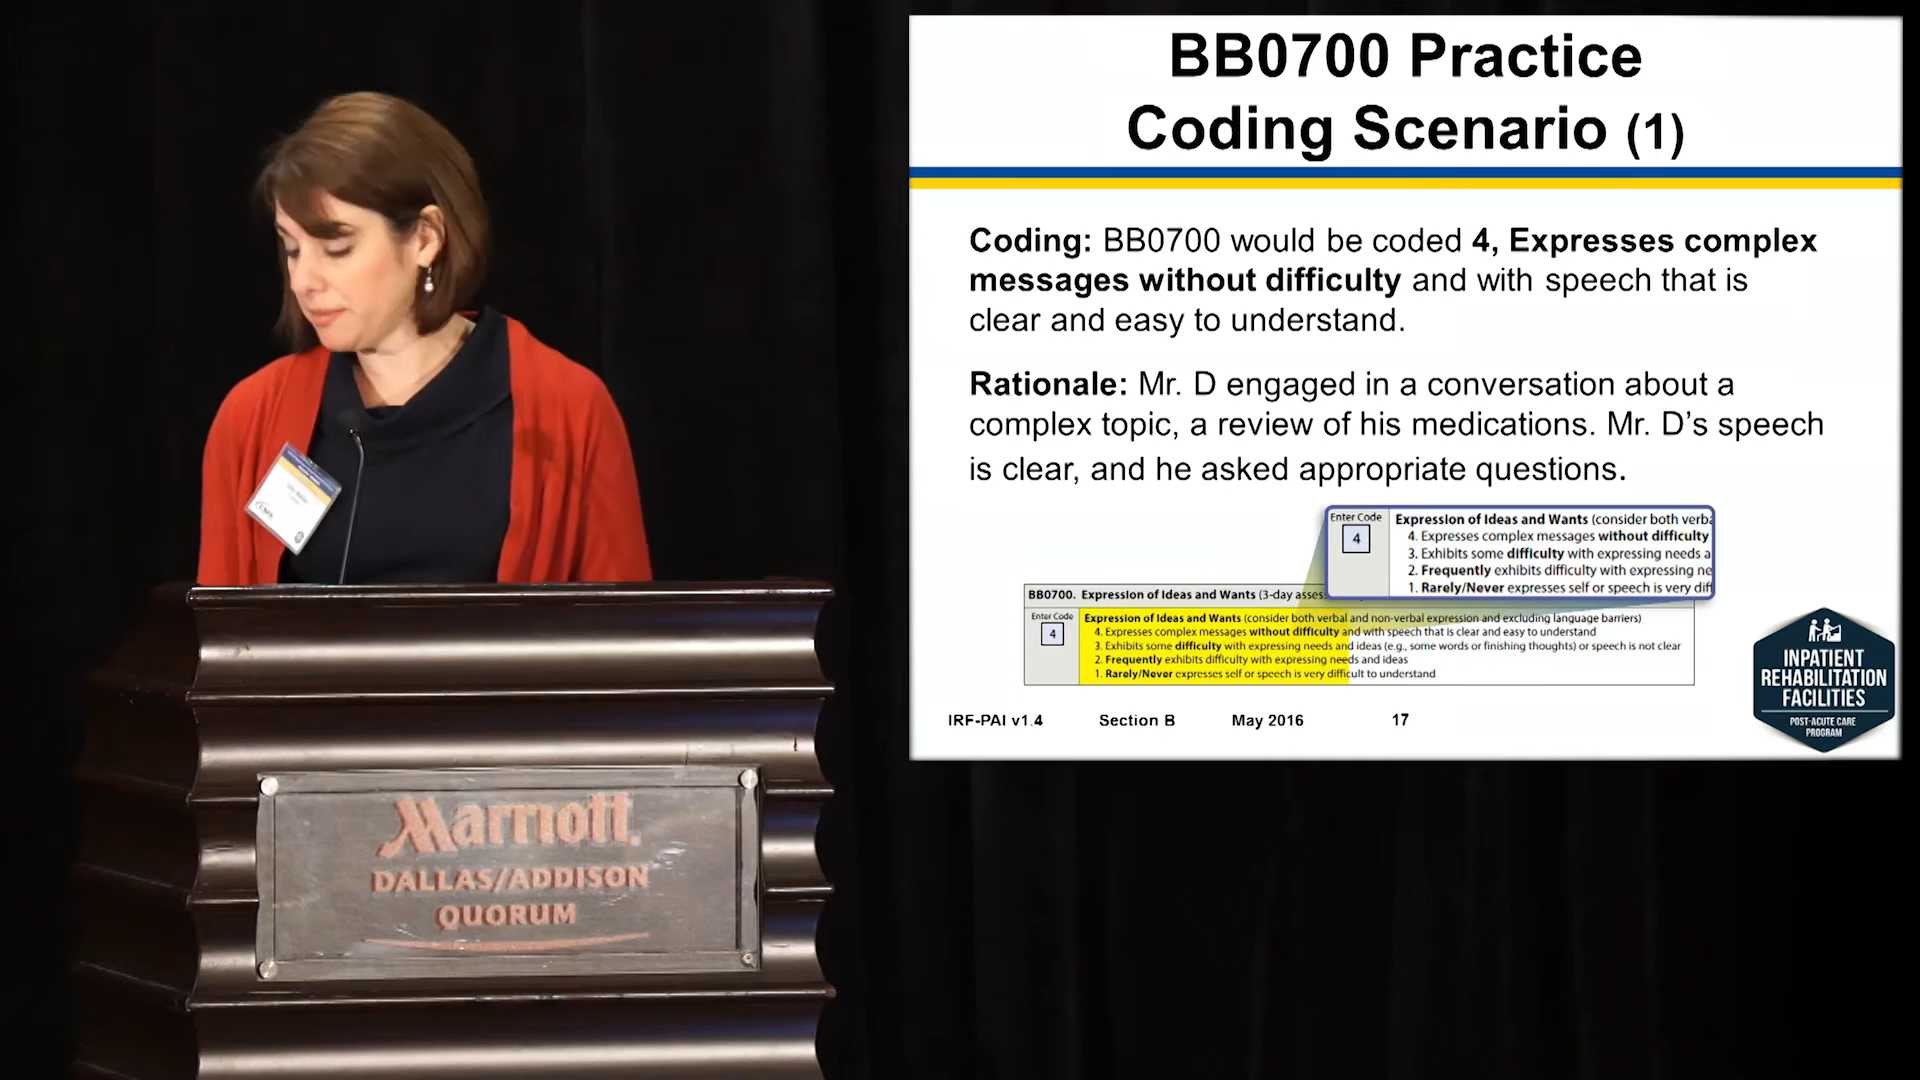 BB0700 Practice
Coding Scenario (1)
Coding: BB0700 would be coded 4, Expresses complex
messages without difficulty and with speech that is
clear and easy to understand.
Rationale: Mr. D engaged in a conversation about a
complex topic, a review of his medications. Mr. D’s speech
is clear, and he asked appropriate questions.
Enter Code
4
Expression of Ideas and Wants (consider both verba
4. Expresses complex messages without difficulty
3. Exhibits some difficulty with expressing needs a
2. Frequently exhibits difficulty with expressing ne
1. Rarely/Never expresses self or speech is very diff
BB0700. Expression of Ideas and Wants (3-day asses
Enter Code
4
Expression of Ideas and Wants (consider both verbal and non-verbal expression and excluding language barriers)
4. Expresses complex messages without difficulty and with speech that is clear and easy to understand
3. Exhibits some difficulty with expressing needs and ideas (e.g., some words or finishing thoughts) or speech is not clear
2. Frequently exhibits difficulty with expressing needs and ideas
1. Rarely/Never expresses self or speech is very difficult to understand
IRF-PAI v1.4 Section B May 2016 17
INPATIENT
REHABILITATION
FACILITIES
POST-ACUTE CARE
PROGRAM
Marriott.
DALLAS/ADDISON
QUORUM